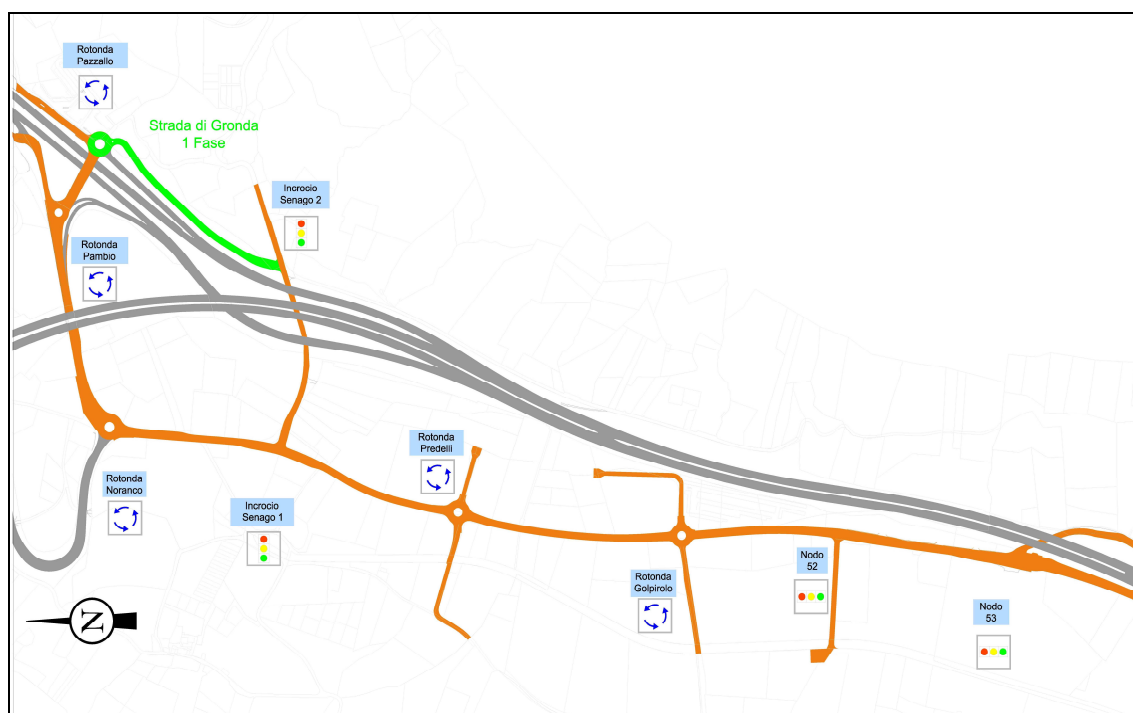 Rotonda
Pazzallo
Strada di Gronda
1 Fase
Incrocio
Senago 2
Rotonda
Pambio
Rotonda
Predelli
Rotonda
Noranco
Incrocio
Senago 1
Nodo
52
Rotonda
Golpirolo
Nodo
53
N